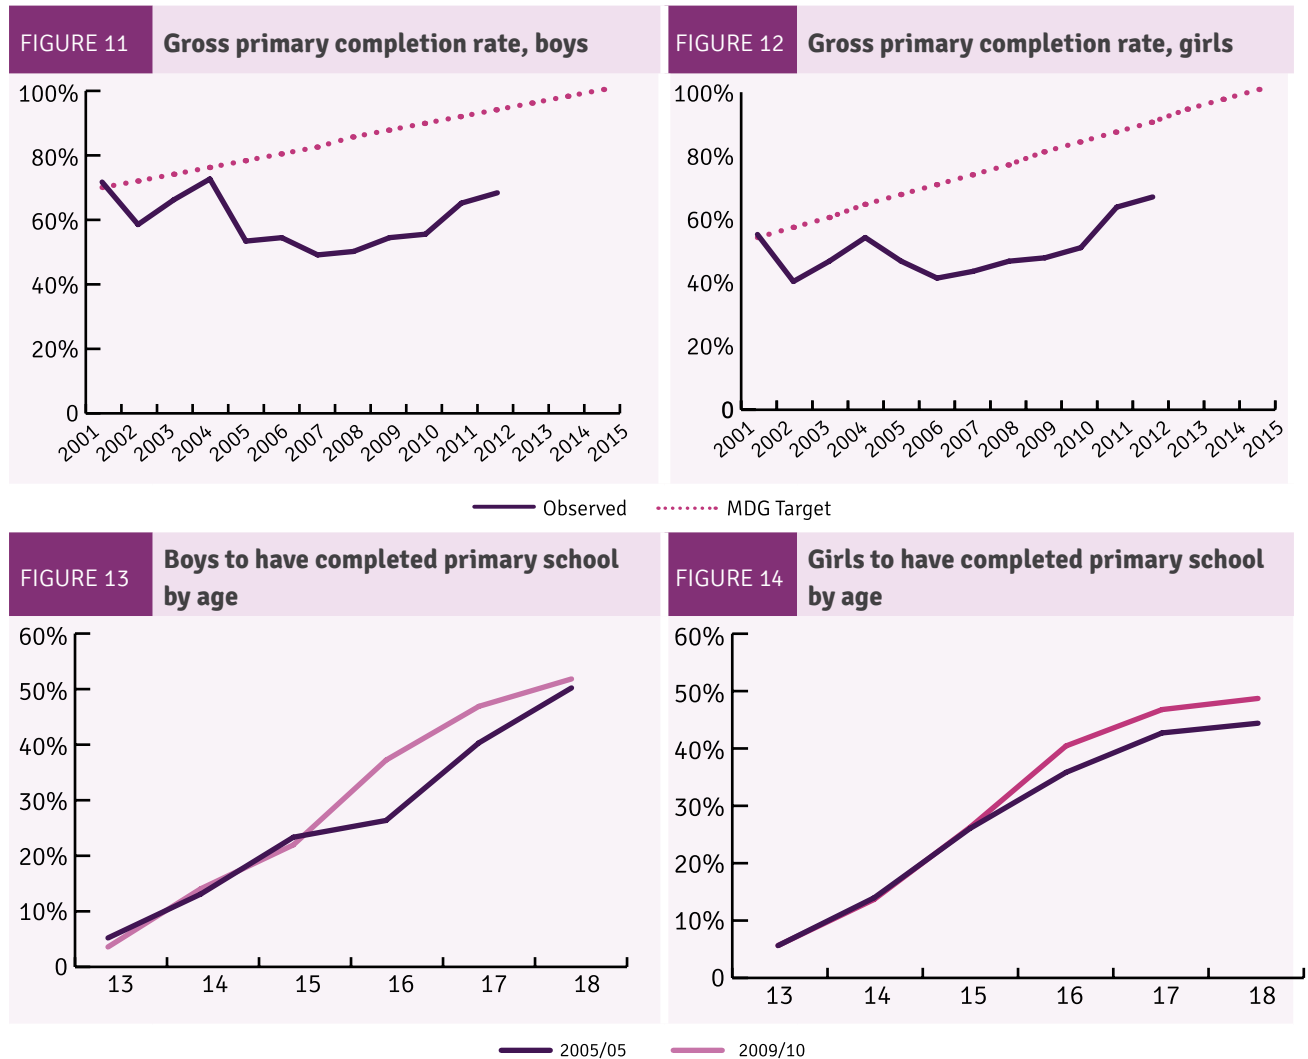 FIGURE 11
Gross primary completion rate, boys
100%
80%
60%
40%
20%
0
2001 2002 2003 2004 2005 2006 2007 2008 2009 2010 2011 2012 2013 2014 2015
FIGURE 12
Gross primary completion rate, girls
100%
80%
60%
40%
20%
0
2001 2002 2003 2004 2005 2006 2007 2008 2009 2010 2011 2012 2013 2014 2015
Observed MDG Target
FIGURE 13
Boys to have completed primary school
by age
60%
50%
40%
30%
20%
10%
0
13 14 15 16 17 18
FIGURE 14
Girls to have completed primary school
by age
60%
50%
40%
30%
20%
10%
0
13 14 15 16 17 18
2005/05 2009/10